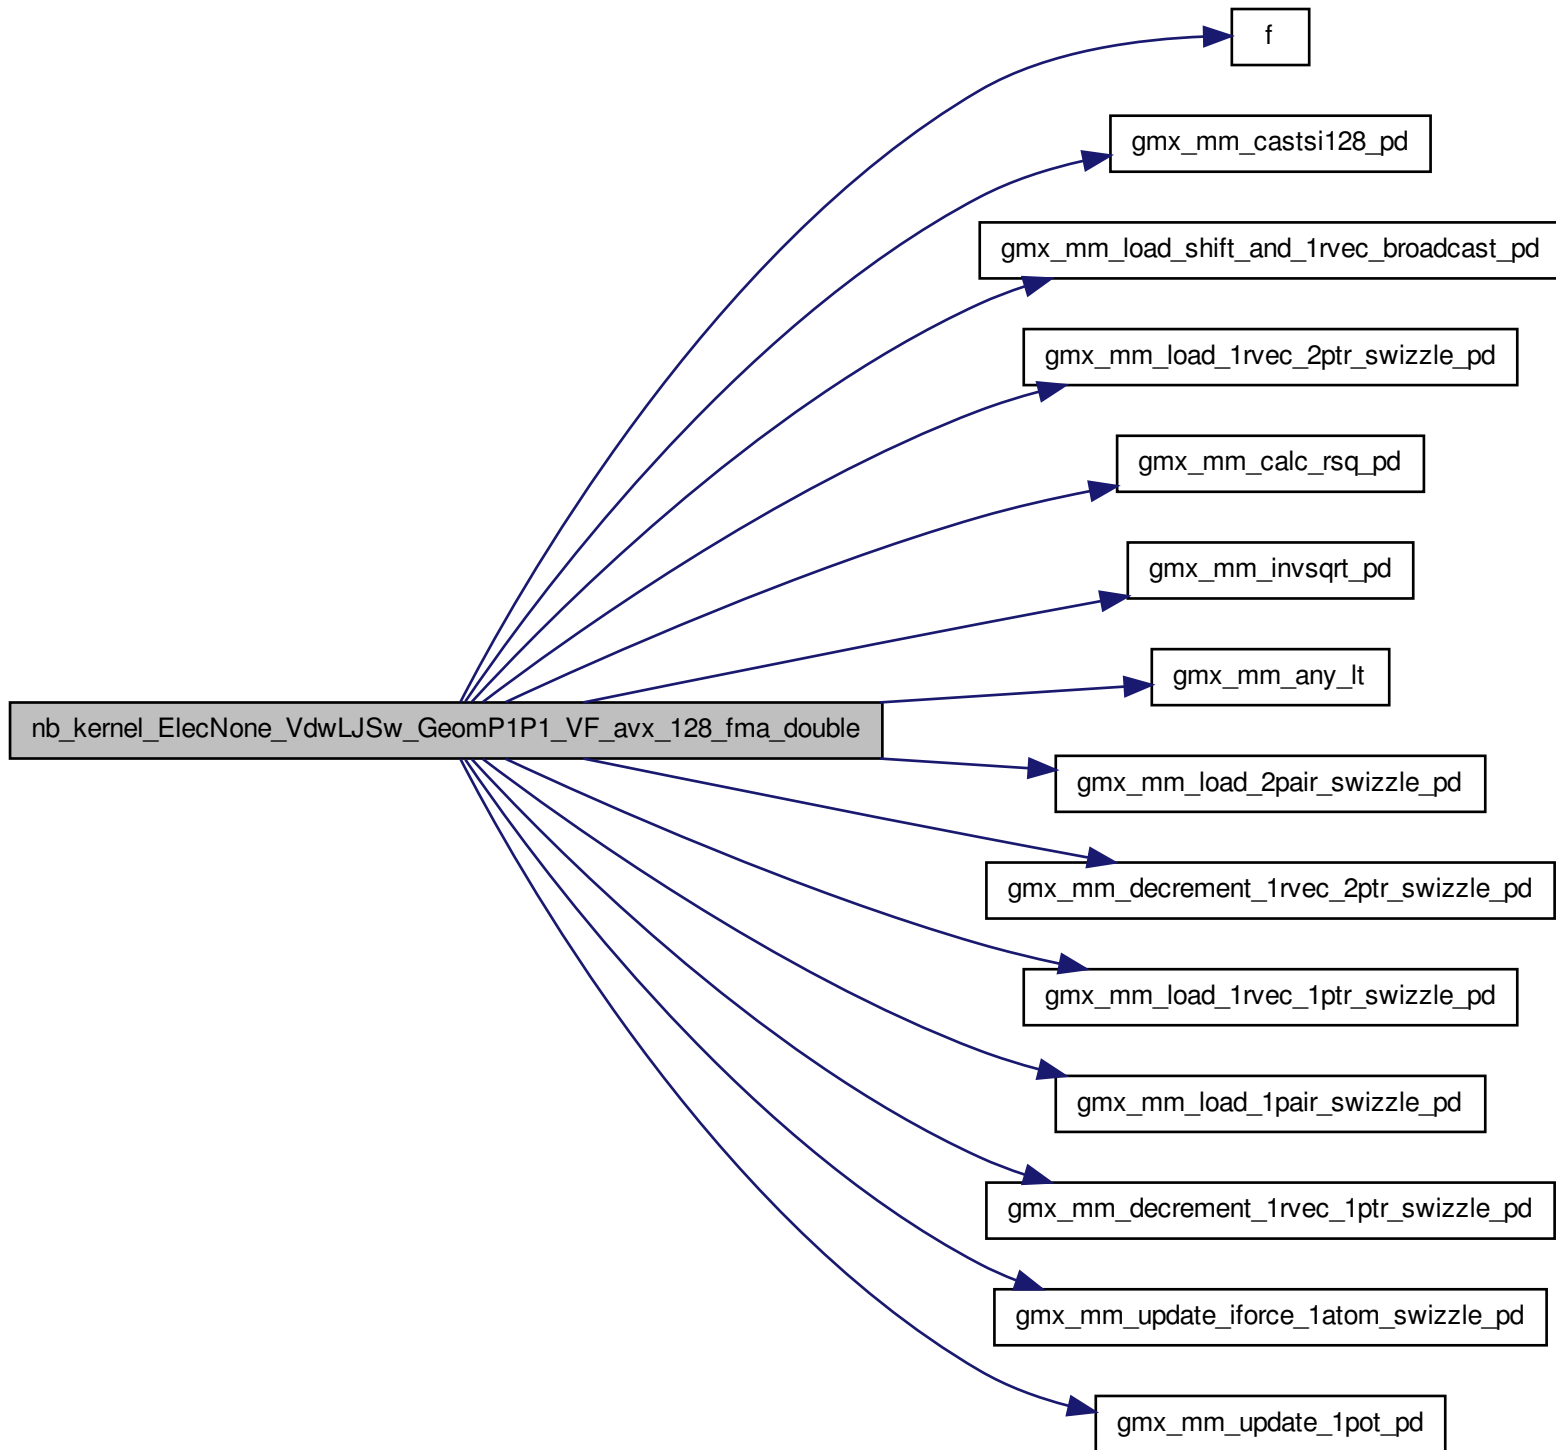 f
gmx_mm_castsi128_pd
gmx_mm_load_shift_and_1rvec_broadcast_pd
gmx_mm_load_1rvec_2ptr_swizzle_pd
gmx_mm_calc_rsq_pd
gmx_mm_invsqrt_pd
gmx_mm_any_lt
nb_kernel_ElecNone_VdwLJSw_GeomP1P1_VF_avx_128_fma_double
gmx_mm_load_2pair_swizzle_pd
gmx_mm_decrement_1rvec_2ptr_swizzle_pd
gmx_mm_load_1rvec_1ptr_swizzle_pd
gmx_mm_load_1pair_swizzle_pd
gmx_mm_decrement_1rvec_1ptr_swizzle_pd
gmx_mm_update_iforce_1atom_swizzle_pd
gmx_mm_update_1pot_pd